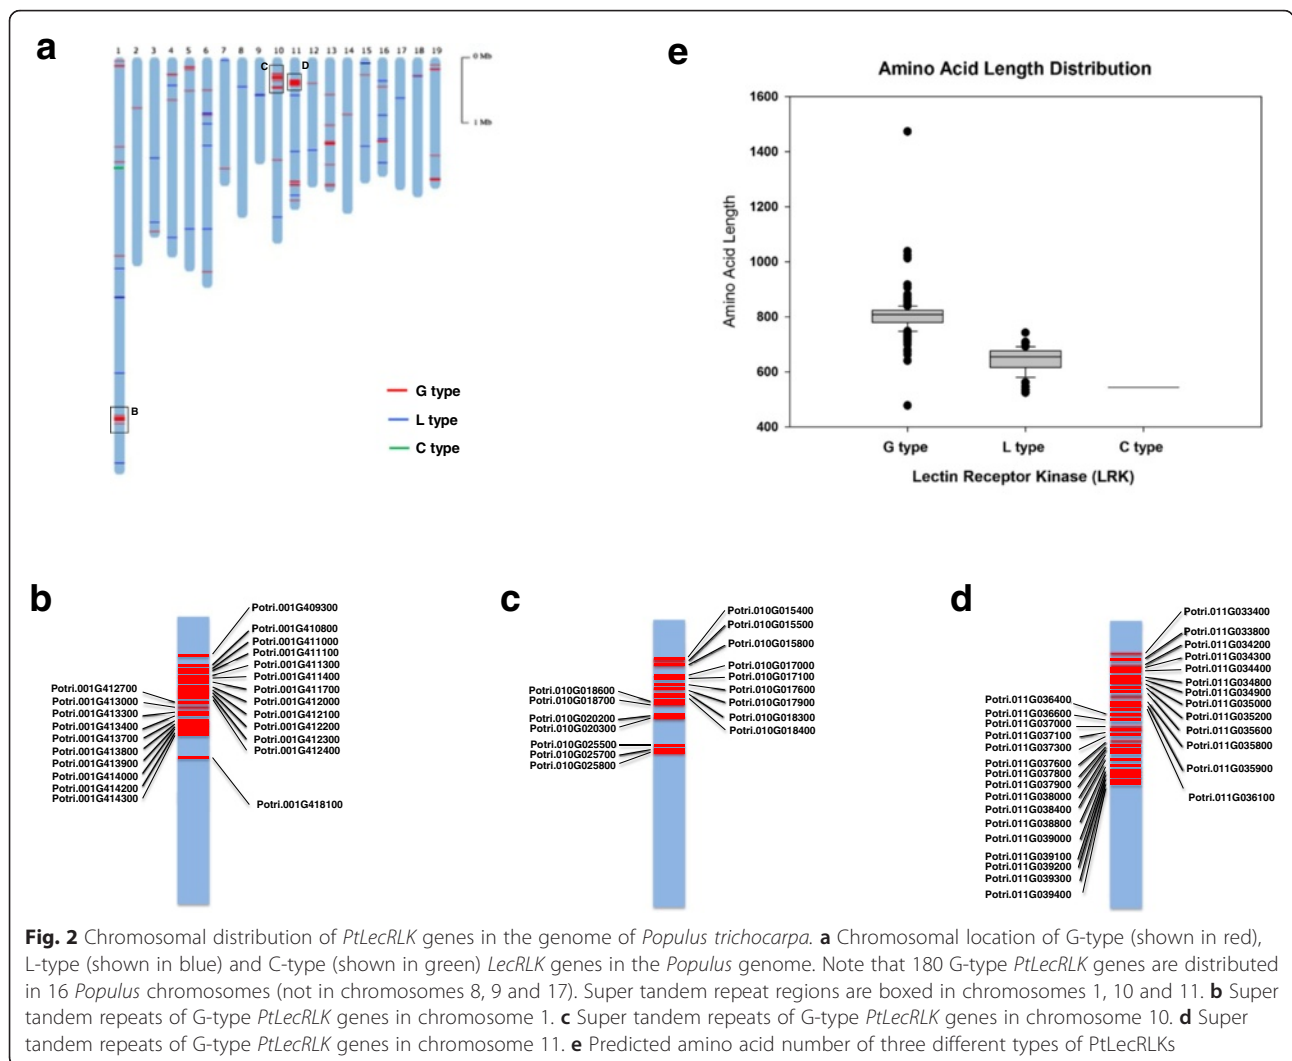 a
1 2 3 4 5 6 7 8 9 10 11 12 13 14 15 16 17 18 19
0 Mb
1 Mb
C
D
B
G type
L type
C type
e
Amino Acid Length Distribution
Amino Acid Length
1600
1400
1200
1000
800
600
400
G type L type C type
Lectin Receptor Kinase (LRK)
b
Potri.001G409300
Potri.001G410800
Potri.001G411000
Potri.001G411100
Potri.001G411300
Potri.001G411400
Potri.001G411700
Potri.001G412000
Potri.001G412100
Potri.001G412200
Potri.001G412300
Potri.001G412400
Potri.001G412700
Potri.001G413000
Potri.001G413300
Potri.001G413400
Potri.001G413700
Potri.001G413800
Potri.001G413900
Potri.001G414000
Potri.001G414200
Potri.001G414300
Potri.001G418100
c
Potri.010G015400
Potri.010G015500
Potri.010G015800
Potri.010G017000
Potri.010G017100
Potri.010G017600
Potri.010G017900
Potri.010G018300
Potri.010G018400
Potri.010G018600
Potri.010G018700
Potri.010G020200
Potri.010G020300
Potri.010G025500
Potri.010G025700
Potri.010G025800
d
Potri.011G033400
Potri.011G033800
Potri.011G034200
Potri.011G034300
Potri.011G034400
Potri.011G034800
Potri.011G034900
Potri.011G035000
Potri.011G035200
Potri.011G035600
Potri.011G035800
Potri.011G035900
Potri.011G036100
Potri.011G036400
Potri.011G036600
Potri.011G037000
Potri.011G037100
Potri.011G037300
Potri.011G037600
Potri.011G037800
Potri.011G037900
Potri.011G038000
Potri.011G038400
Potri.011G038800
Potri.011G039000
Potri.011G039100
Potri.011G039200
Potri.011G039300
Potri.011G039400
Fig. 2 Chromosomal distribution of PtLecRLK genes in the genome of Populus trichocarpa. a Chromosomal location of G-type (shown in red),
L-type (shown in blue) and C-type (shown in green) LecRLK genes in the Populus genome. Note that 180 G-type PtLecRLK genes are distributed
in 16 Populus chromosomes (not in chromosomes 8, 9 and 17). Super tandem repeat regions are boxed in chromosomes 1, 10 and 11. b Super
tandem repeats of G-type PtLecRLK genes in chromosome 1. c Super tandem repeats of G-type PtLecRLK genes in chromosome 10. d Super
tandem repeats of G-type PtLecRLK genes in chromosome 11. e Predicted amino acid number of three different types of PtLecRLKs